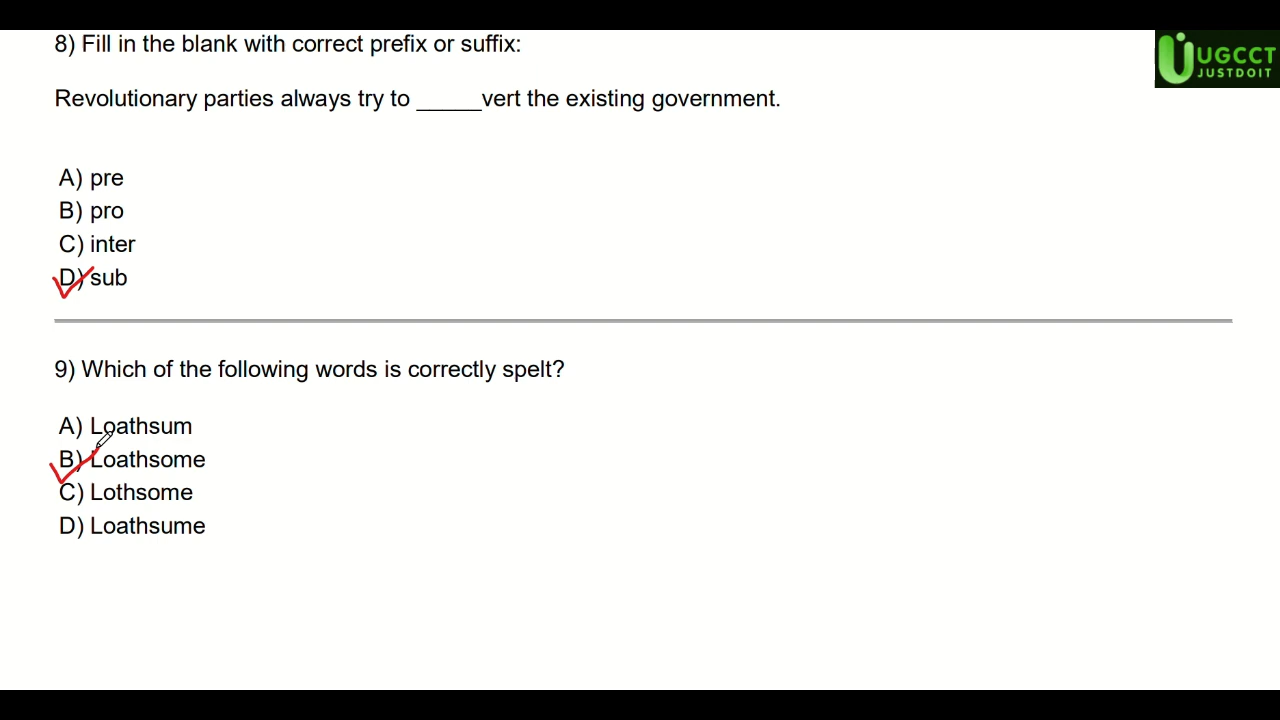 8) Fill in the blank with correct prefix or suffix:
UGCCT
JUSTDOIT
Revolutionary parties always try to _____vert the existing government.
A) pre
B) pro
C) inter
D) sub
9) Which of the following words is correctly spelt?
A) Loathsum
B) Loathsome
C) Lothsome
D) Loathsume